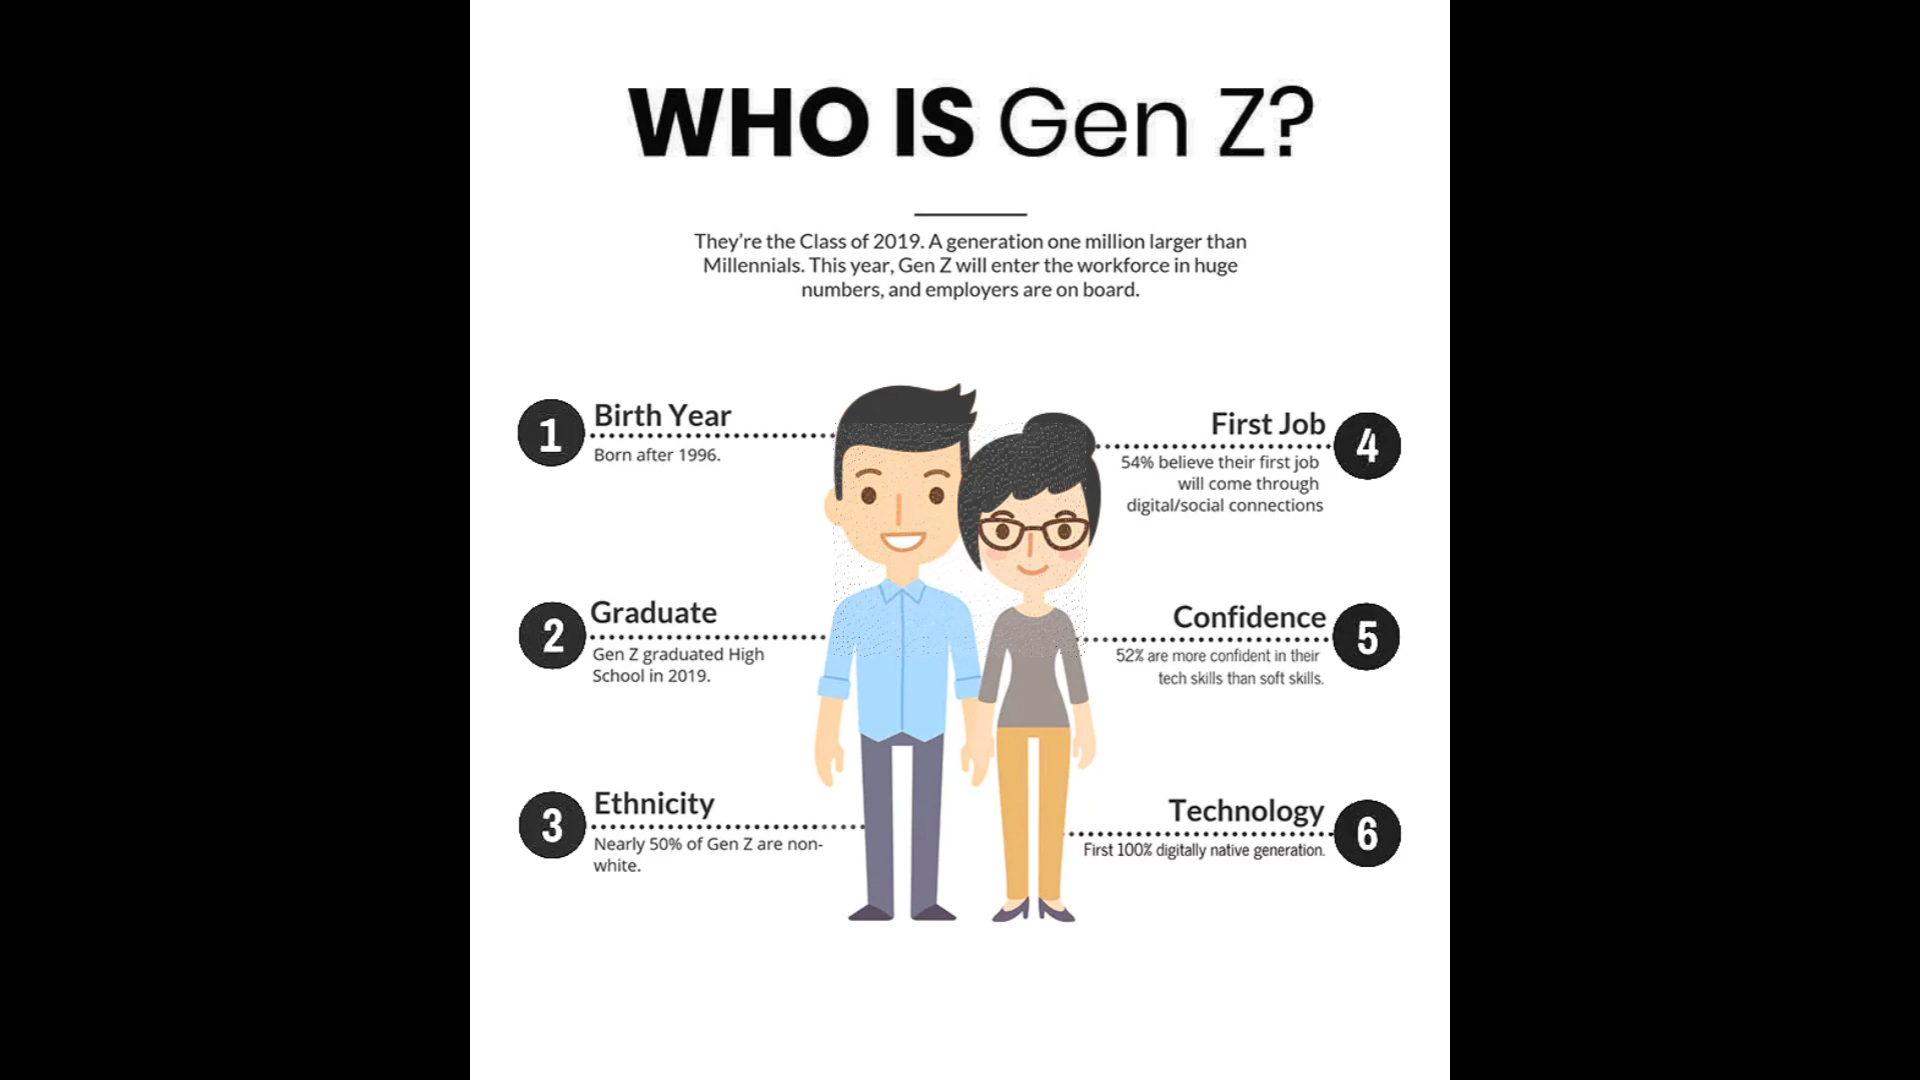 WHO IS Gen Z?
They're the Class of 2019. A generation one million larger than
Millennials. This year, Gen Z will enter the workforce in huge
numbers, and employers are on board.
1
Birth Year
Born after 1996.
2
Graduate
Gen Z graduated High
School in 2019.
3
Ethnicity
Nearly 50% of Gen Z are non-
white.
First Job
4
54% believe their first job
will come through
digital/social connections
Confidence
5
52% are more confident in their
tech skills than soft skills.
Technology
6
First 100% digitally native generation.